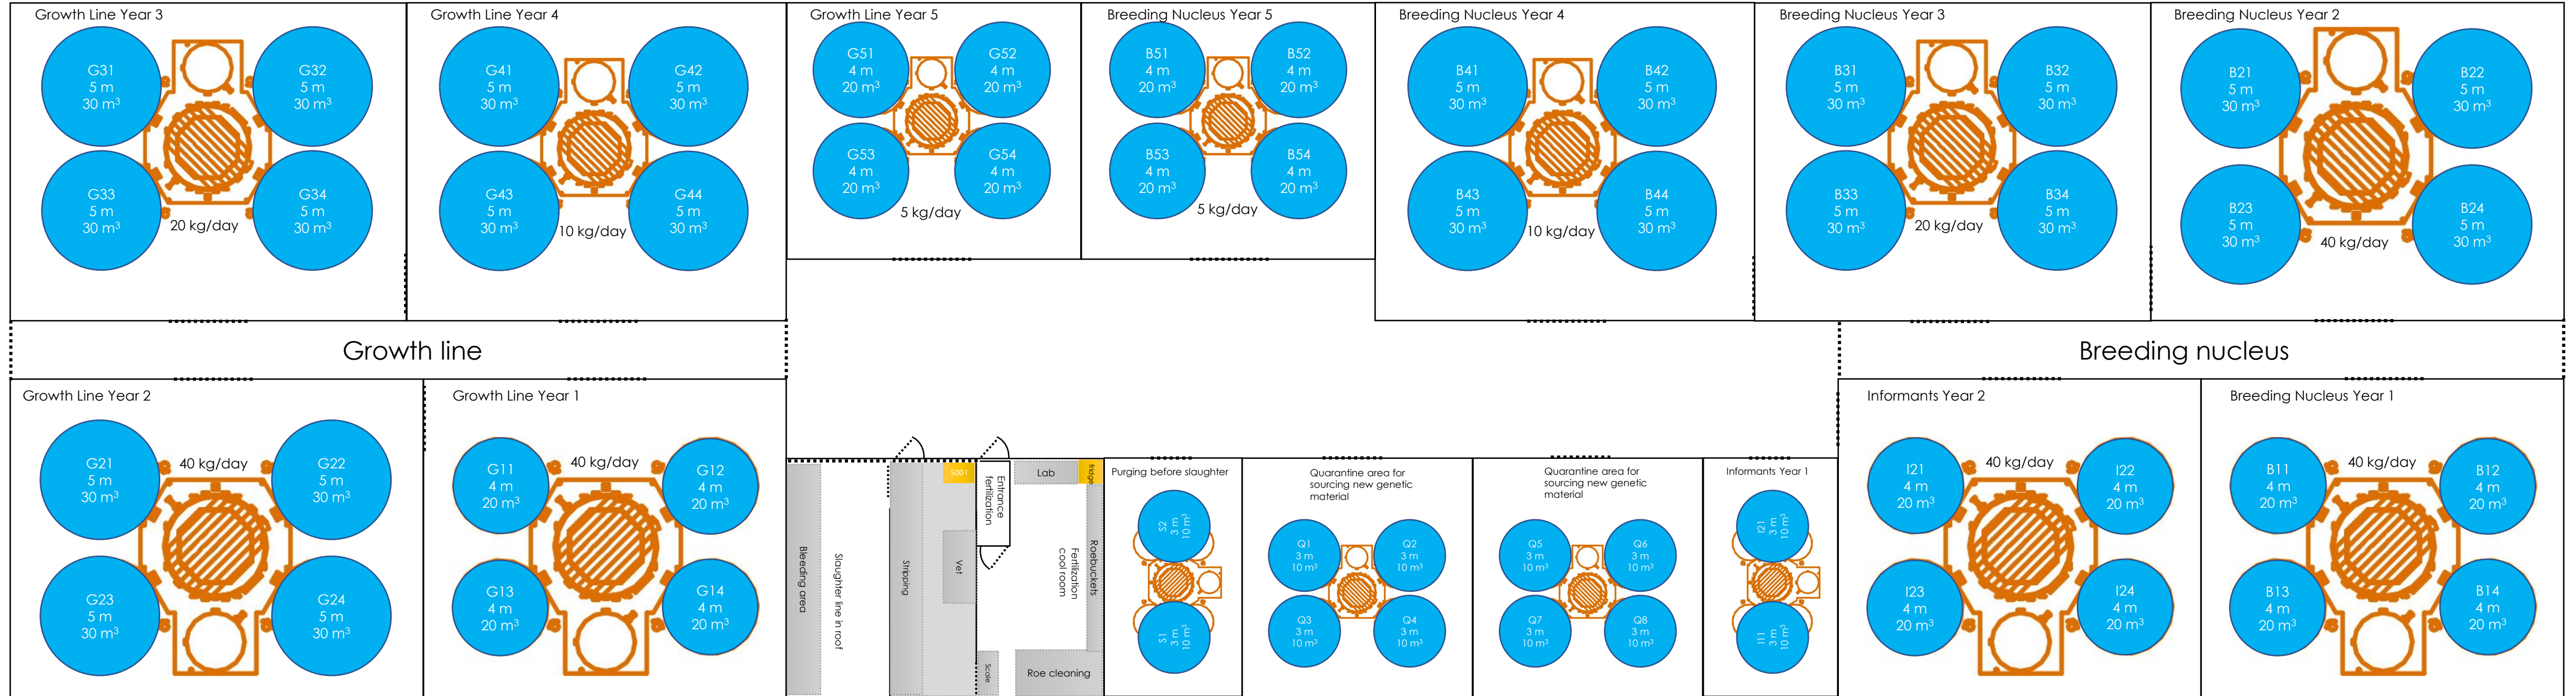 Growth Line Year 3
G31
5 m
30 m³
G32
5 m
30 m³
G33
5 m
30 m³
G34
5 m
30 m³
20 kg/day
Growth Line Year 4
G41
5 m
30 m³
G42
5 m
30 m³
G43
5 m
30 m³
G44
5 m
30 m³
10 kg/day
Growth Line Year 5
G51
4 m
20 m³
G52
4 m
20 m³
G53
4 m
20 m³
G54
4 m
20 m³
5 kg/day
Breeding Nucleus Year 5
B51
4 m
20 m³
B52
4 m
20 m³
B53
4 m
20 m³
B54
4 m
20 m³
5 kg/day
Breeding Nucleus Year 4
B41
5 m
30 m³
B42
5 m
30 m³
B43
5 m
30 m³
B44
5 m
30 m³
10 kg/day
Breeding Nucleus Year 3
B31
5 m
30 m³
B32
5 m
30 m³
B33
5 m
30 m³
B34
5 m
30 m³
20 kg/day
Breeding Nucleus Year 2
B21
5 m
30 m³
B22
5 m
30 m³
B23
5 m
30 m³
B24
5 m
30 m³
40 kg/day
Growth line
Breeding nucleus
Growth Line Year 2
G21
5 m
30 m³
40 kg/day
G22
5 m
30 m³
G23
5 m
30 m³
G24
5 m
30 m³
Growth Line Year 1
G11
4 m
20 m³
40 kg/day
G12
4 m
20 m³
G13
4 m
20 m³
G14
4 m
20 m³
Bleeding area
Slaughter line in roof
Stripping
500 l
Vet
Entrance
fertilization
Scale
Lab
fridge
Fertilization
cool room
Roebuckets
Roe cleaning
Purging before slaughter
S2
3 m
10 m³
S1
3 m
10 m³
Quarantine area for
sourcing new genetic
material
Q1
3 m
10 m³
Q2
3 m
10 m³
Q3
3 m
10 m³
Q4
3 m
10 m³
Quarantine area for
sourcing new genetic
material
Q5
3 m
10 m³
Q6
3 m
10 m³
Q7
3 m
10 m³
Q8
3 m
10 m³
Informants Year 1
I21
3 m
10 m³
I11
3 m
10 m³
Informants Year 2
I21
4 m
20 m³
40 kg/day
I22
4 m
20 m³
I23
4 m
20 m³
I24
4 m
20 m³
Breeding Nucleus Year 1
B11
4 m
20 m³
40 kg/day
B12
4 m
20 m³
B13
4 m
20 m³
B14
4 m
20 m³